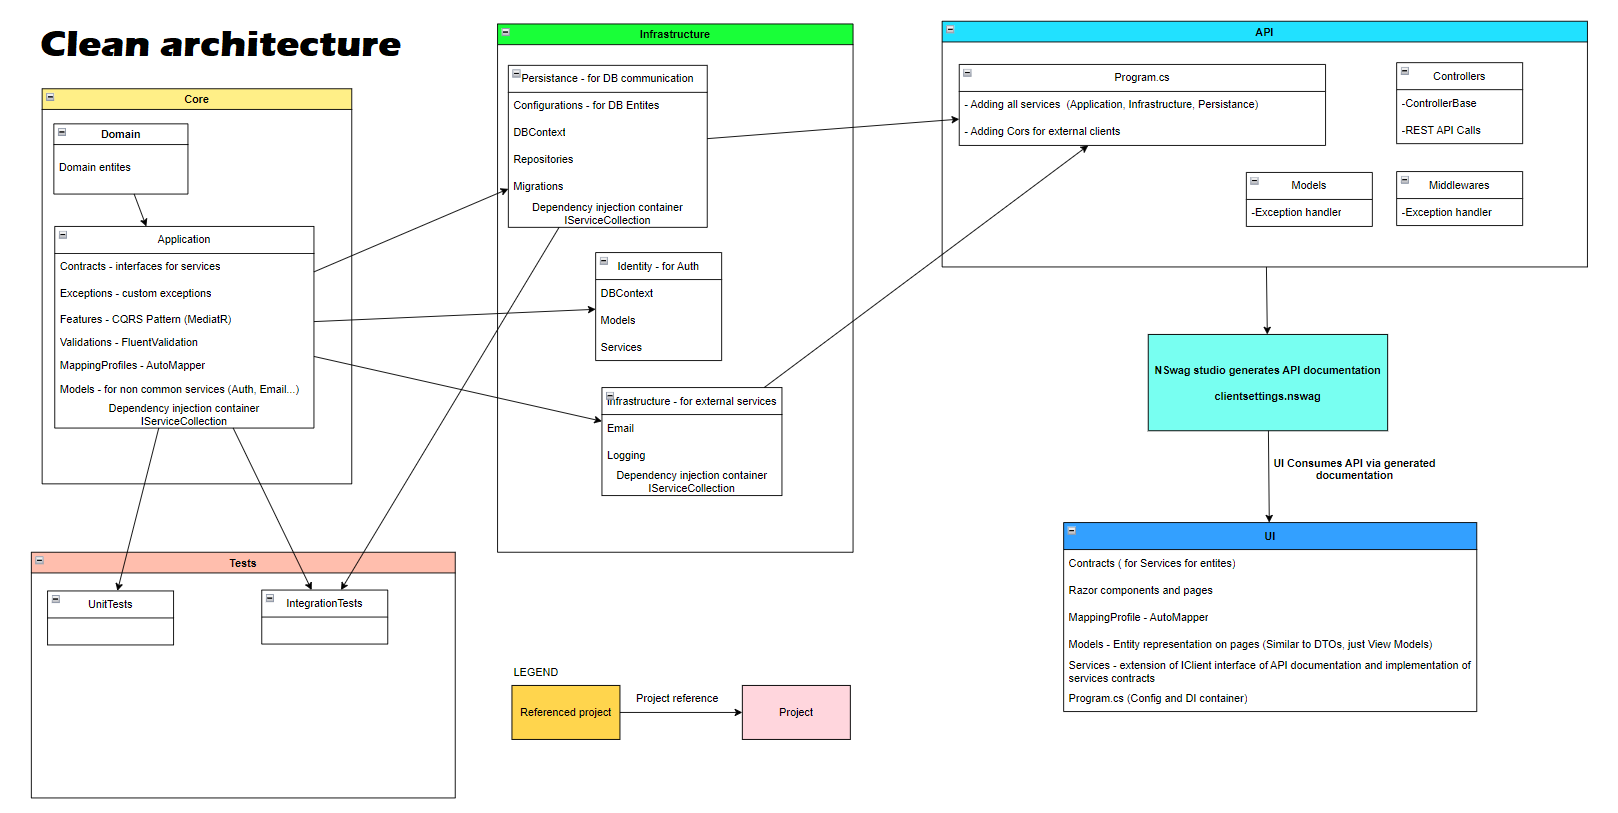 Clean architecture
Core
Domain
Domain entites
Application
Contracts - interfaces for services
Exceptions - custom exceptions
Features - CQRS Pattern (MediatR)
Validations - FluentValidation
MappingProfiles - AutoMapper
Models - for non common services (Auth, Email...)
Dependency injection container
IServiceCollection
Infrastructure
Persistance - for DB communication
Configurations - for DB Entites
DBContext
Repositories
Migrations
Dependency injection container
IServiceCollection
Identity - for Auth
DBContext
Models
Services
Infrastructure - for external services
Email
Logging
Dependency injection container
IServiceCollection
API
Program.cs
- Adding all services (Application, Infrastructure, Persistance)
- Adding Cors for external clients
Controllers
-ControllerBase
-REST API Calls
Models
-Exception handler
Middlewares
-Exception handler
NSwag studio generates API documentation
clientsettings.nswag
UI Consumes API via generated
documentation
UI
Contracts ( for Services for entites)
Razor components and pages
MappingProfile - AutoMapper
Models - Entity representation on pages (Similar to DTOs, just View Models)
Services - extension of IClient interface of API documentation and implementation of
services contracts
Program.cs (Config and DI container)
Tests
UnitTests
IntegrationTests
LEGEND
Referenced project
Project reference
Project